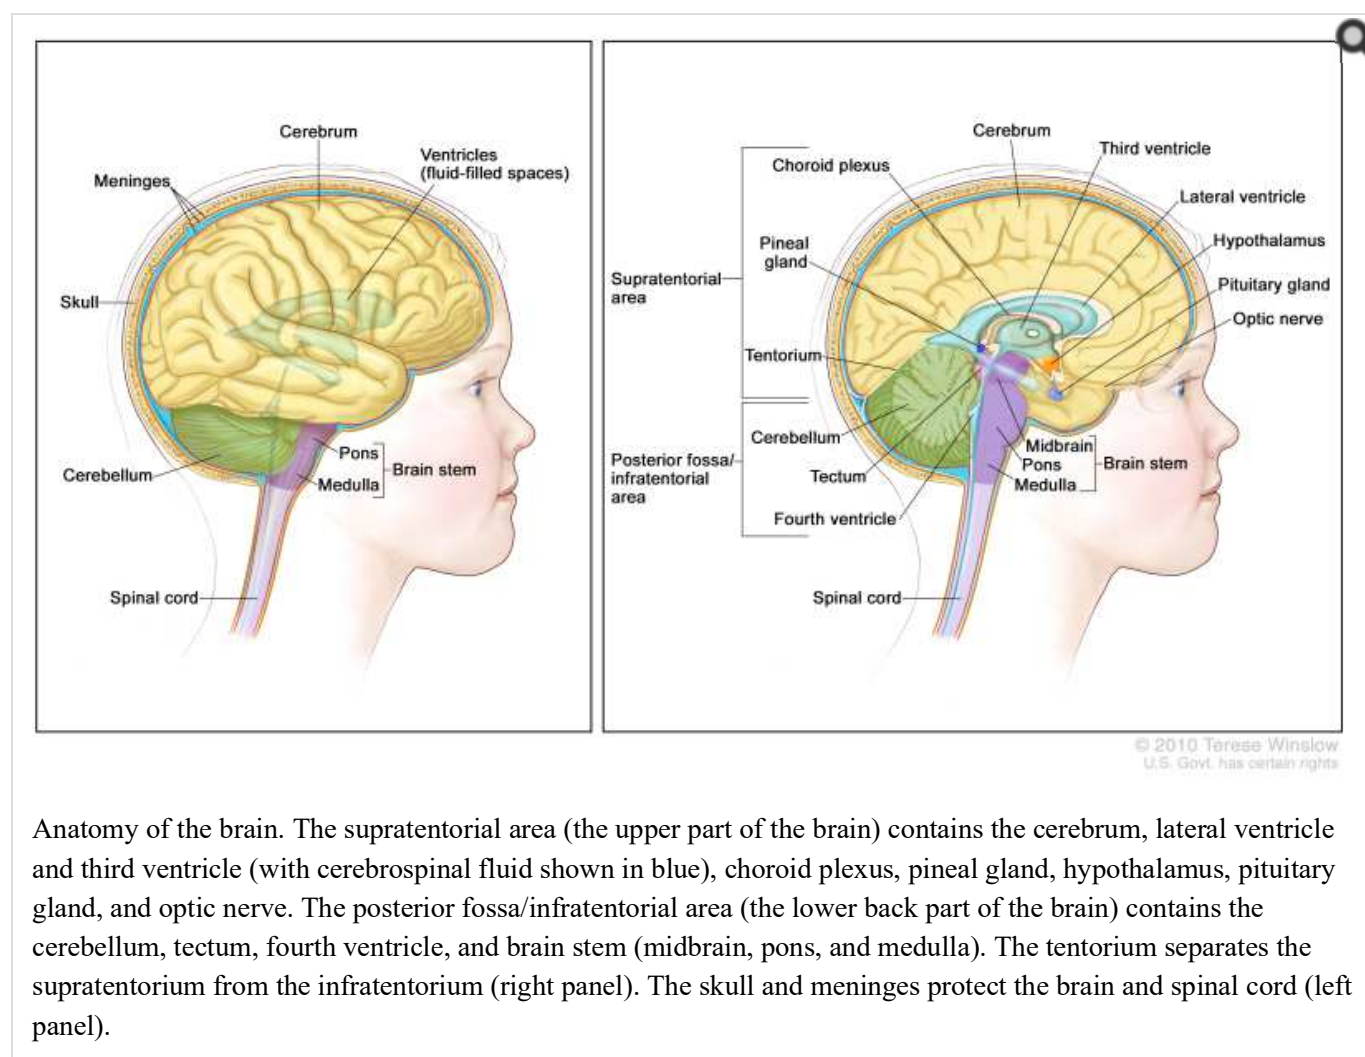 Cerebrum
Ventricles
(fluid-filled spaces)
Meninges
Skull
Cerebellum
Pons
Medulla
Brain stem
Spinal cord
Cerebrum
Third ventricle
Choroid plexus
Lateral ventricle
Pineal
gland
Hypothalamus
Supratentorial
area
Pituitary gland
Optic nerve
Tentorium
Cerebellum
Posterior fossa/
infratentorial
area
Tectum
Midbrain
Pons
Medulla
Brain stem
Fourth ventricle
Spinal cord
© 2010 Terese Winslow
U.S. Govt. has certain rights
Anatomy of the brain. The supratentorial area (the upper part of the brain) contains the cerebrum, lateral ventricle
and third ventricle (with cerebrospinal fluid shown in blue), choroid plexus, pineal gland, hypothalamus, pituitary
gland, and optic nerve. The posterior fossa/infratentorial area (the lower back part of the brain) contains the
cerebellum, tectum, fourth ventricle, and brain stem (midbrain, pons, and medulla). The tentorium separates the
supratentorium from the infratentorium (right panel). The skull and meninges protect the brain and spinal cord (left
panel).